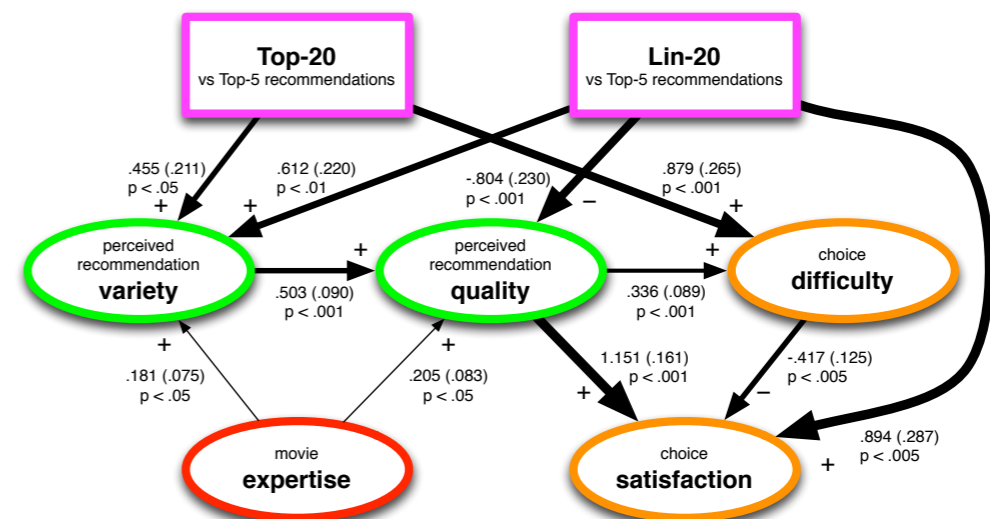 Top-20
vs Top-5 recommendations
Lin-20
vs Top-5 recommendations
.455 (.211)
p < .05
+
.612 (.220)
p < .01
+
-.804 (.230)
p < .001
−
.879 (.265)
p < .001
+
perceived
recommendation
variety
+
.503 (.090)
p < .001
perceived
recommendation
quality
+
.336 (.089)
p < .001
choice
difficulty
+
.181 (.075)
p < .05
+
.205 (.083)
p < .05
1.151 (.161)
p < .001
+
-.417 (.125)
p < .005
−
movie
expertise
choice
satisfaction
.894 (.287)
p < .005
+